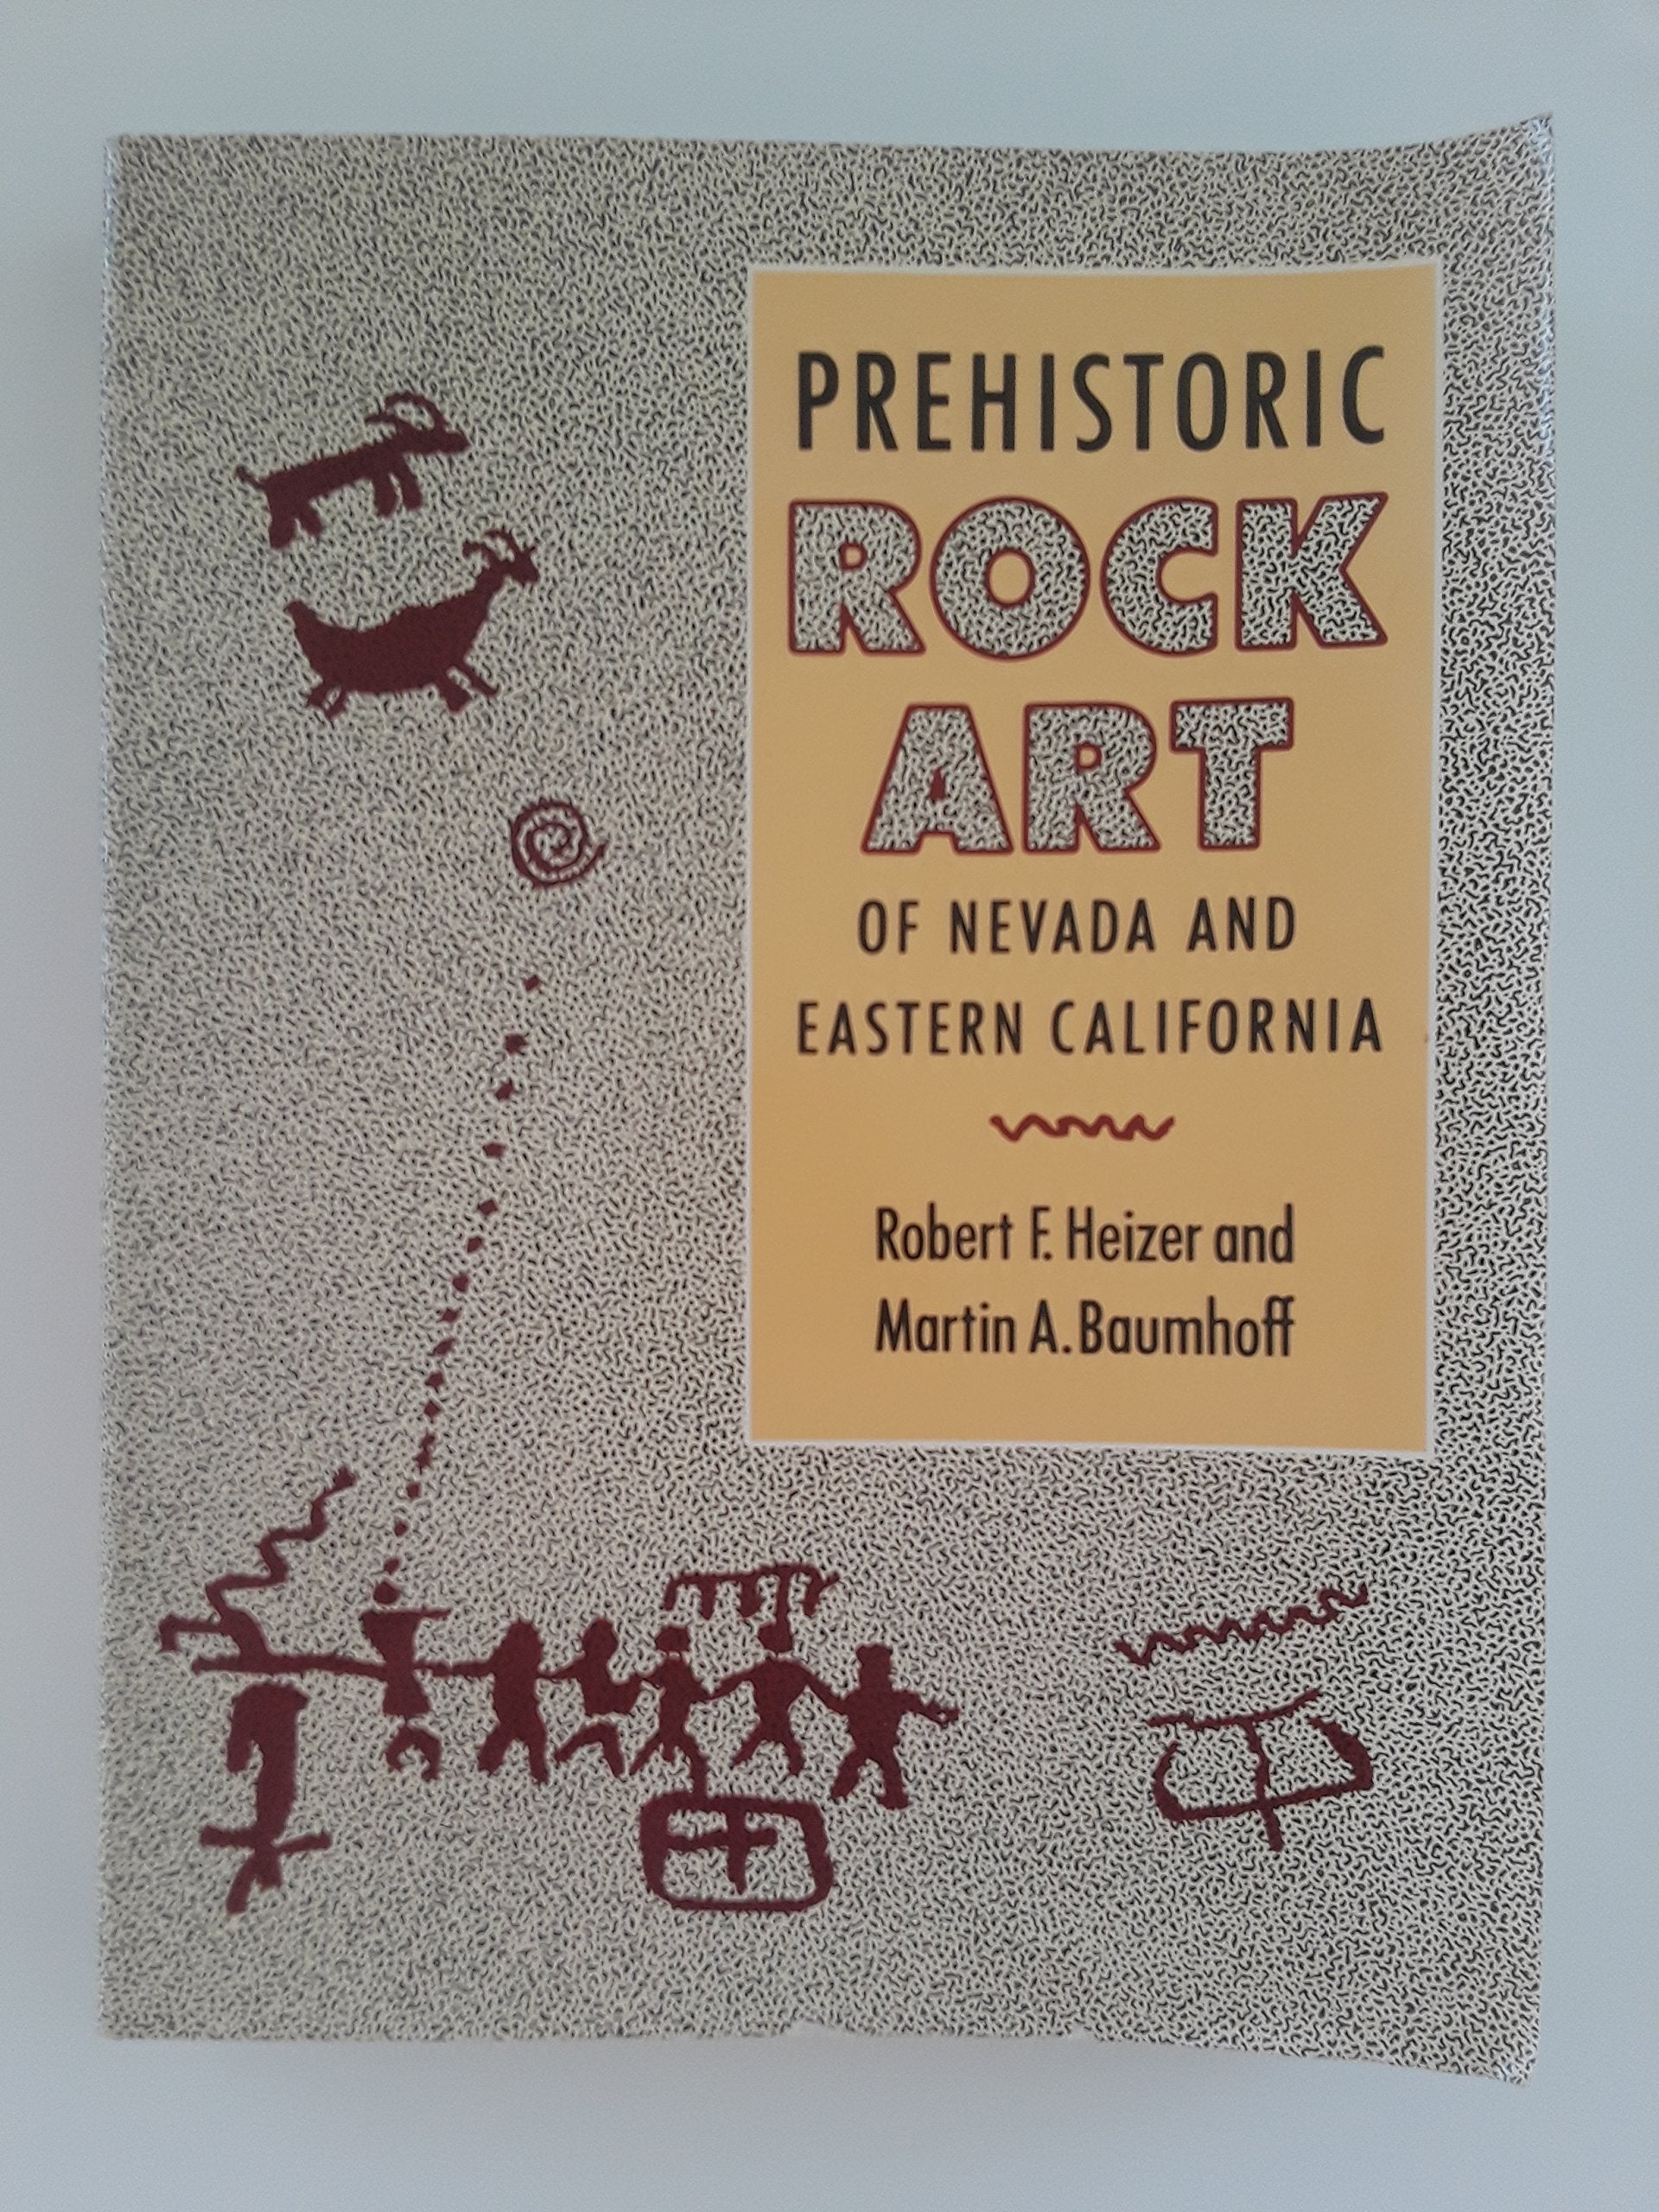 PREHISTORIC
ROCK
ART
OF NEVADA AND
EASTERN CALIFORNIA
Robert F. Heizer and
Martin A. Baumhoff